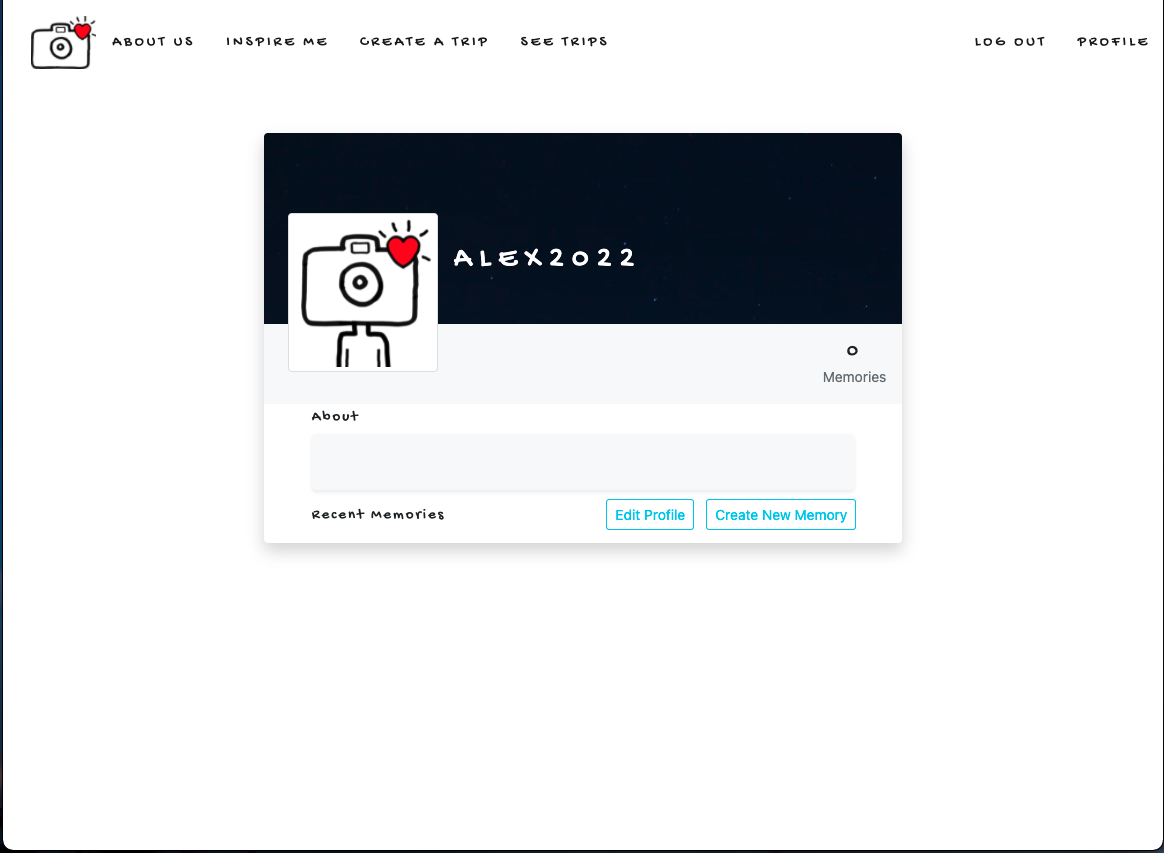 ABOUT US INSPIRE ME CREATE A TRIP SEE TRIPS LOG OUT PROFILE
ALEX2022
0
Memories
About
Recent Memories Edit Profile Create New Memory